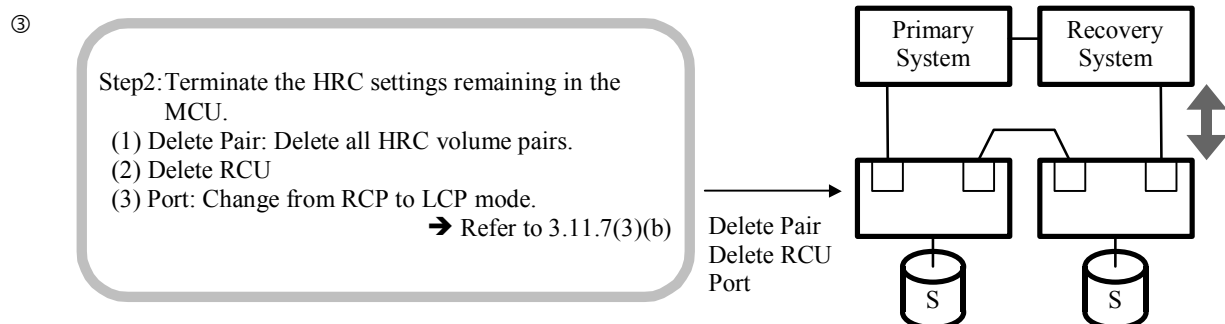 ③
Step2:Terminate the HRC settings remaining in the
MCU.
(1) Delete Pair: Delete all HRC volume pairs.
(2) Delete RCU
(3) Port: Change from RCP to LCP mode.
➔ Refer to 3.11.7(3)(b)
Delete Pair
Delete RCU
Port
Primary
System
Recovery
System
S
S